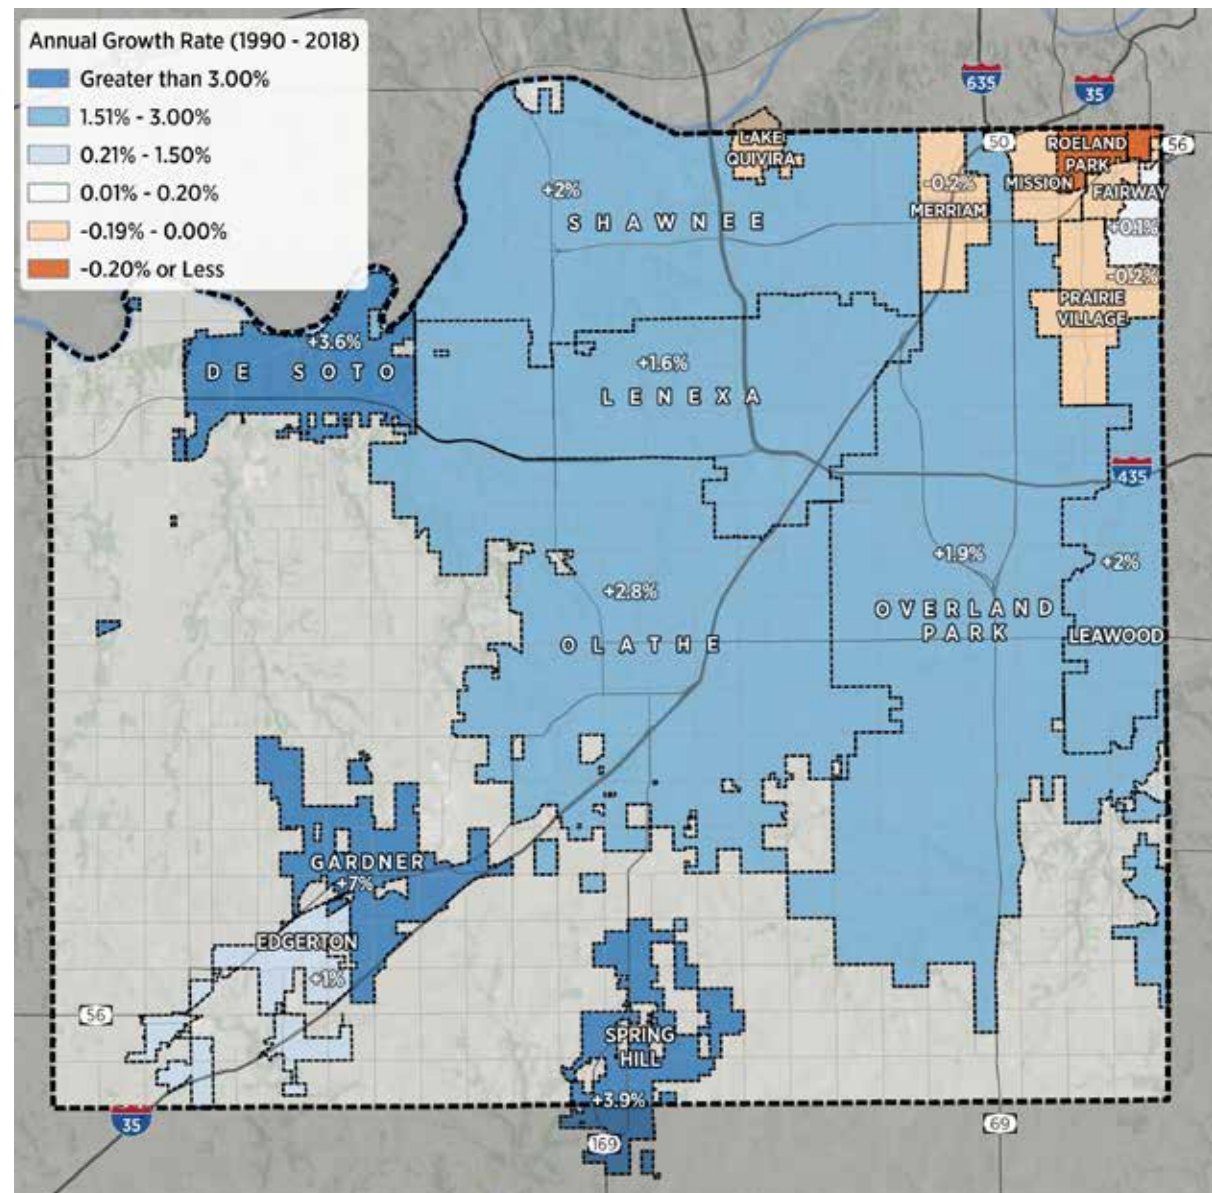 Annual Growth Rate (1990 - 2018)
Greater than 3.00%
1.51% - 3.00%
0.21% - 1.50%
0.01% - 0.20%
-0.19% - 0.00%
-0.20% or Less
635
35
50
56
LAKE
QUIVIRA
ROELAND
PARK
MISSION
FAIRWAY
-0.2%
MERRIAM
+0.1%
-0.2%
PRAIRIE
VILLAGE
+2%
SHAWNEE
+3.6%
DE SOTO
+1.6%
LENEXA
435
+1.9%
OVERLAND
PARK
+2%
LEAWOOD
+2.8%
OLATHE
GARDNER
+7%
EDGERTON
+1%
56
SPRING
HILL
+3.9%
35
169
69